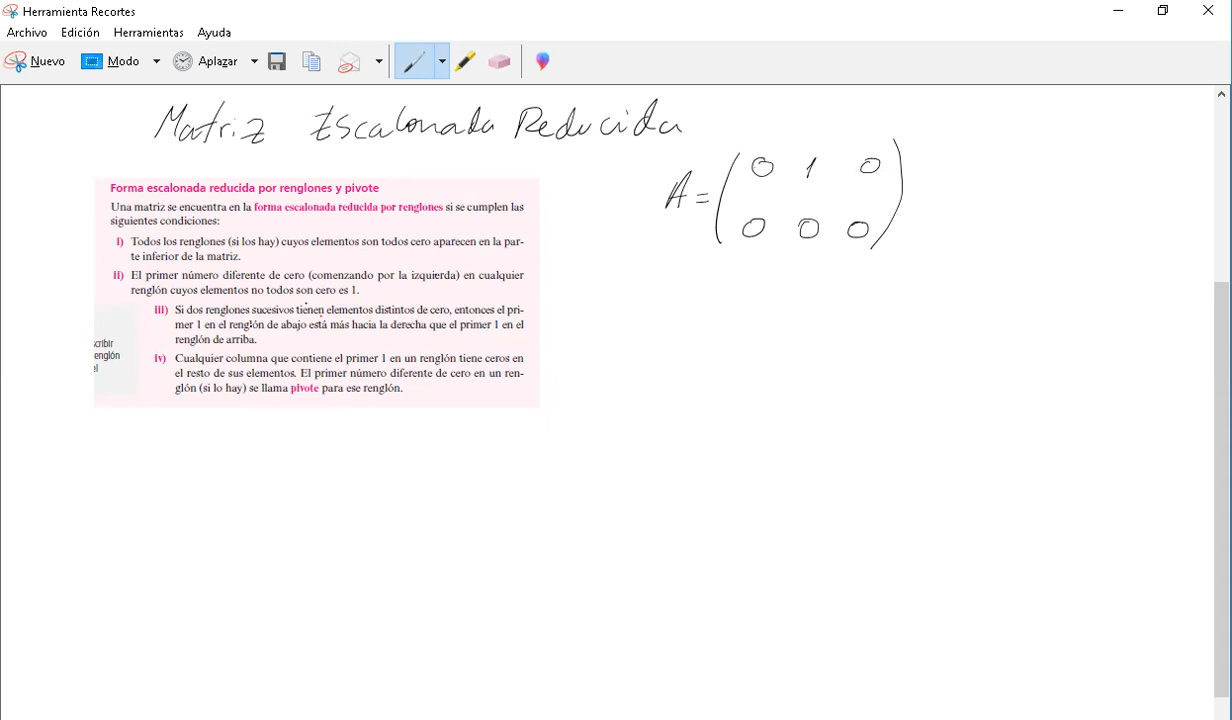 Herramienta Recortes
Archivo Edición Herramientas Ayuda
Nuevo Modo Aplazar
Matriz Escalonada Reducida
A = ( 0 1 0
0 0 0 )
Forma escalonada reducida por renglones y pivote
Una matriz se encuentra en la forma escalonada reducida por renglones si se cumplen las
siguientes condiciones:
i) Todos los renglones (si los hay) cuyos elementos son todos cero aparecen en la par-
te inferior de la matriz.
ii) El primer número diferente de cero (comenzando por la izquierda) en cualquier
renglón cuyos elementos no todos son cero es 1.
iii) Si dos renglones sucesivos tienen elementos distintos de cero, entonces el pri-
mer 1 en el renglón de abajo está más hacia la derecha que el primer 1 en el
renglón de arriba.
iv) Cualquier columna que contiene el primer 1 en un renglón tiene ceros en
el resto de sus elementos. El primer número diferente de cero en un ren-
glón (si lo hay) se llama pivote para ese renglón.
cribir
englón
el